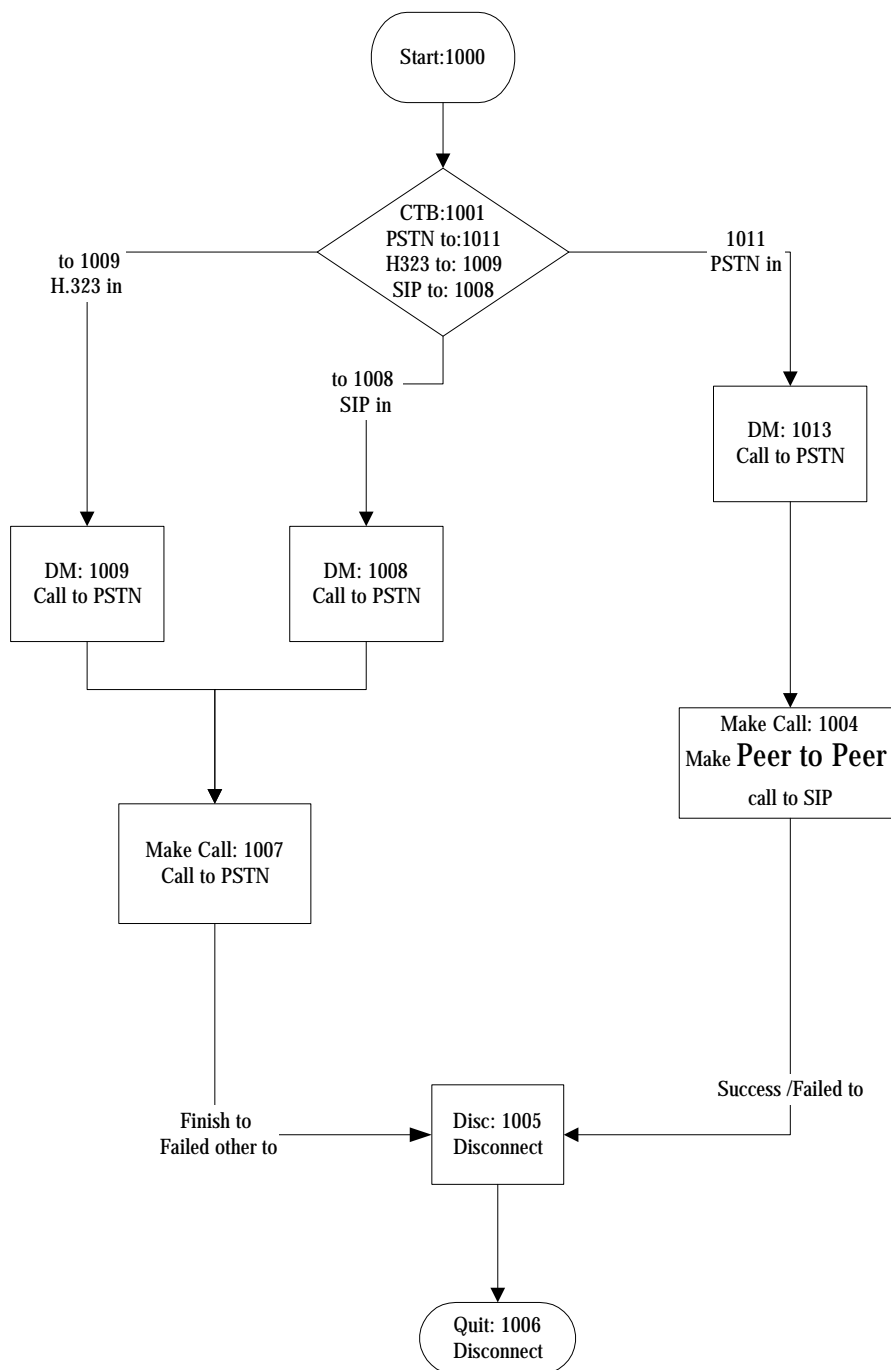 Start:1000
CTB:1001
PSTN to:1011
H323 to: 1009
SIP to: 1008
to 1009
H.323 in
1011
PSTN in
to 1008
SIP in
DM: 1013
Call to PSTN
DM: 1009
Call to PSTN
DM: 1008
Call to PSTN
Make Call: 1004
Make Peer to Peer
call to SIP
Make Call: 1007
Call to PSTN
Success /Failed to
Finish to
Failed other to
Disc: 1005
Disconnect
Quit: 1006
Disconnect